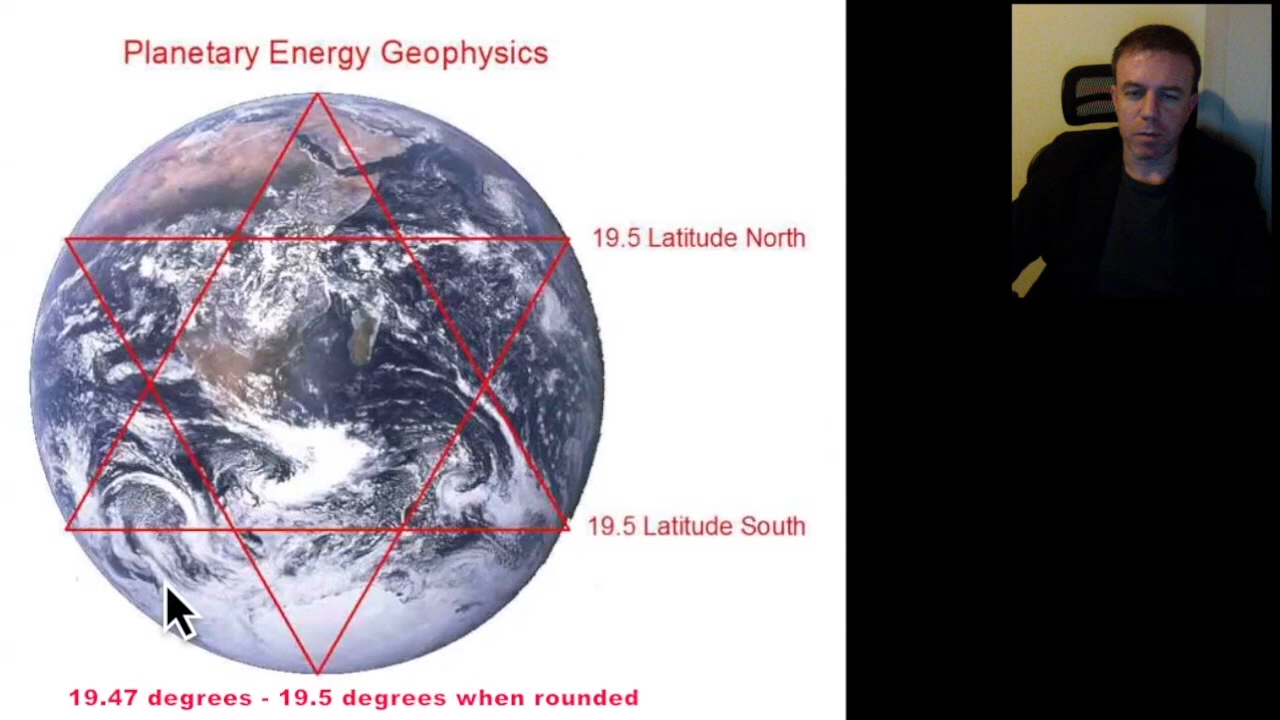 Planetary Energy Geophysics
19.5 Latitude North
19.5 Latitude South
19.47 degrees - 19.5 degrees when rounded